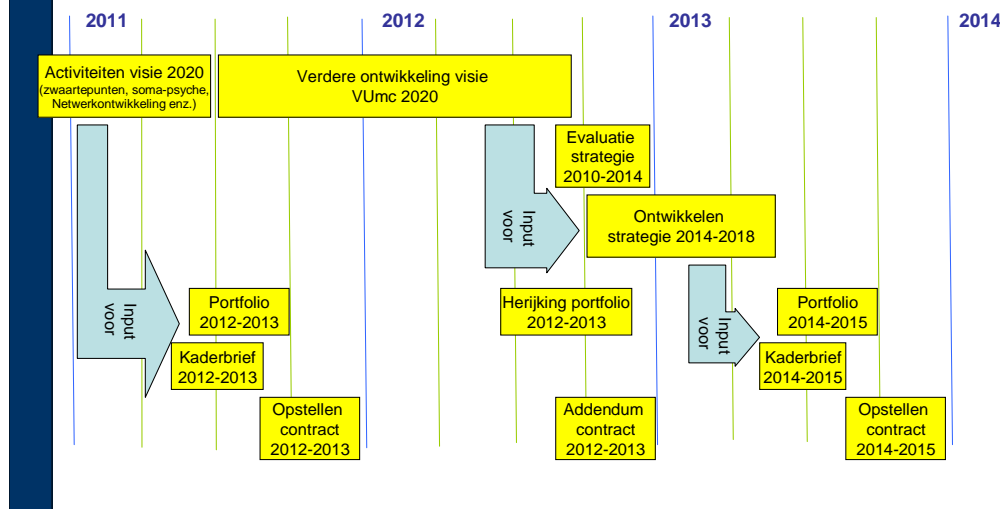 2011
2012
2013
2014
Activiteiten visie 2020
(zwaartepunten, soma-psyche,
Netwerkontwikkeling enz.)
Verdere ontwikkeling visie
VUmc 2020
Evaluatie
strategie
2010-2014
Input
voor
Ontwikkelen
strategie 2014-2018
Input
voor
Portfolio
2012-2013
Herijking portfolio
2012-2013
Input
voor
Portfolio
2014-2015
Kaderbrief
2012-2013
Kaderbrief
2014-2015
Opstellen
contract
2012-2013
Addendum
contract
2012-2013
Opstellen
contract
2014-2015